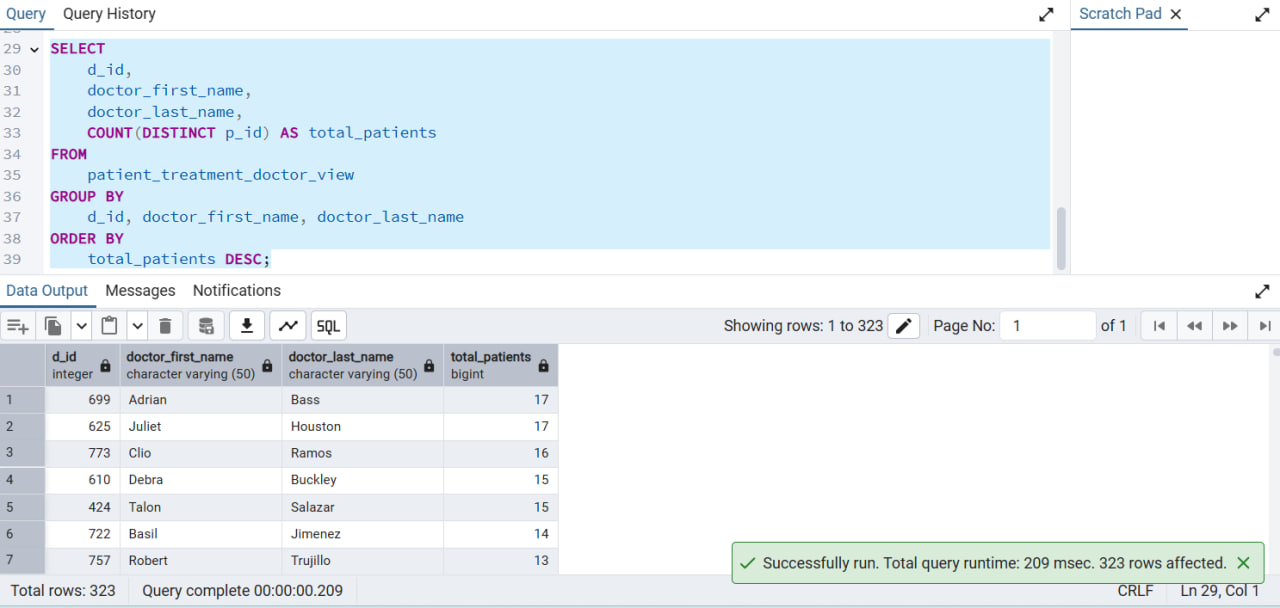 Query Query History
Scratch Pad
29 SELECT
30 d_id,
31 doctor_first_name,
32 doctor_last_name,
33 COUNT(DISTINCT p_id) AS total_patients
34 FROM
35 patient_treatment_doctor_view
36 GROUP BY
37 d_id, doctor_first_name, doctor_last_name
38 ORDER BY
39 total_patients DESC;
Data Output Messages Notifications
SQL Showing rows: 1 to 323 Page No: 1 of 1
d_id doctor_first_name doctor_last_name total_patients
integer character varying (50) character varying (50) bigint
1 699 Adrian Bass 17
2 625 Juliet Houston 17
3 773 Clio Ramos 16
4 610 Debra Buckley 15
5 424 Talon Salazar 15
6 722 Basil Jimenez 14
7 757 Robert Trujillo 13
Successfully run. Total query runtime: 209 msec. 323 rows affected.
Total rows: 323 Query complete 00:00:00.209 CRLF Ln 29, Col 1